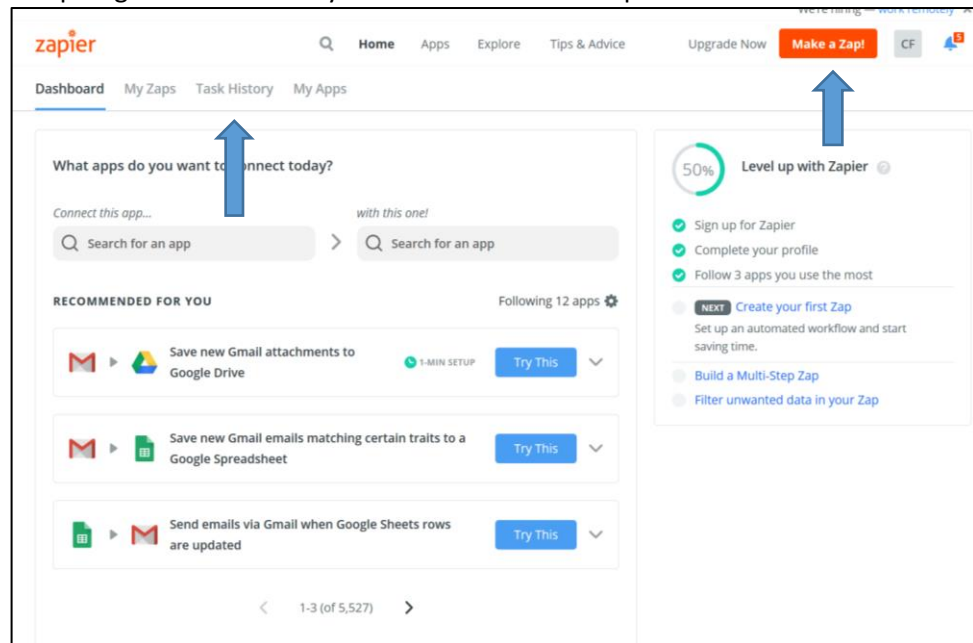 We're hiring — work remotely
zapier
Home Apps Explore Tips & Advice Upgrade Now Make a Zap! CF 5
Dashboard My Zaps Task History My Apps
What apps do you want to connect today?
Connect this app... with this one!
Search for an app > Search for an app
RECOMMENDED FOR YOU Following 12 apps
Save new Gmail attachments to
Google Drive
1-MIN SETUP Try This
Save new Gmail emails matching certain traits to a
Google Spreadsheet
Try This
Send emails via Gmail when Google Sheets rows
are updated
Try This
< 1-3 (of 5,527) >
50% Level up with Zapier ?
Sign up for Zapier
Complete your profile
Follow 3 apps you use the most
NEXT Create your first Zap
Set up an automated workflow and start
saving time.
Build a Multi-Step Zap
Filter unwanted data in your Zap